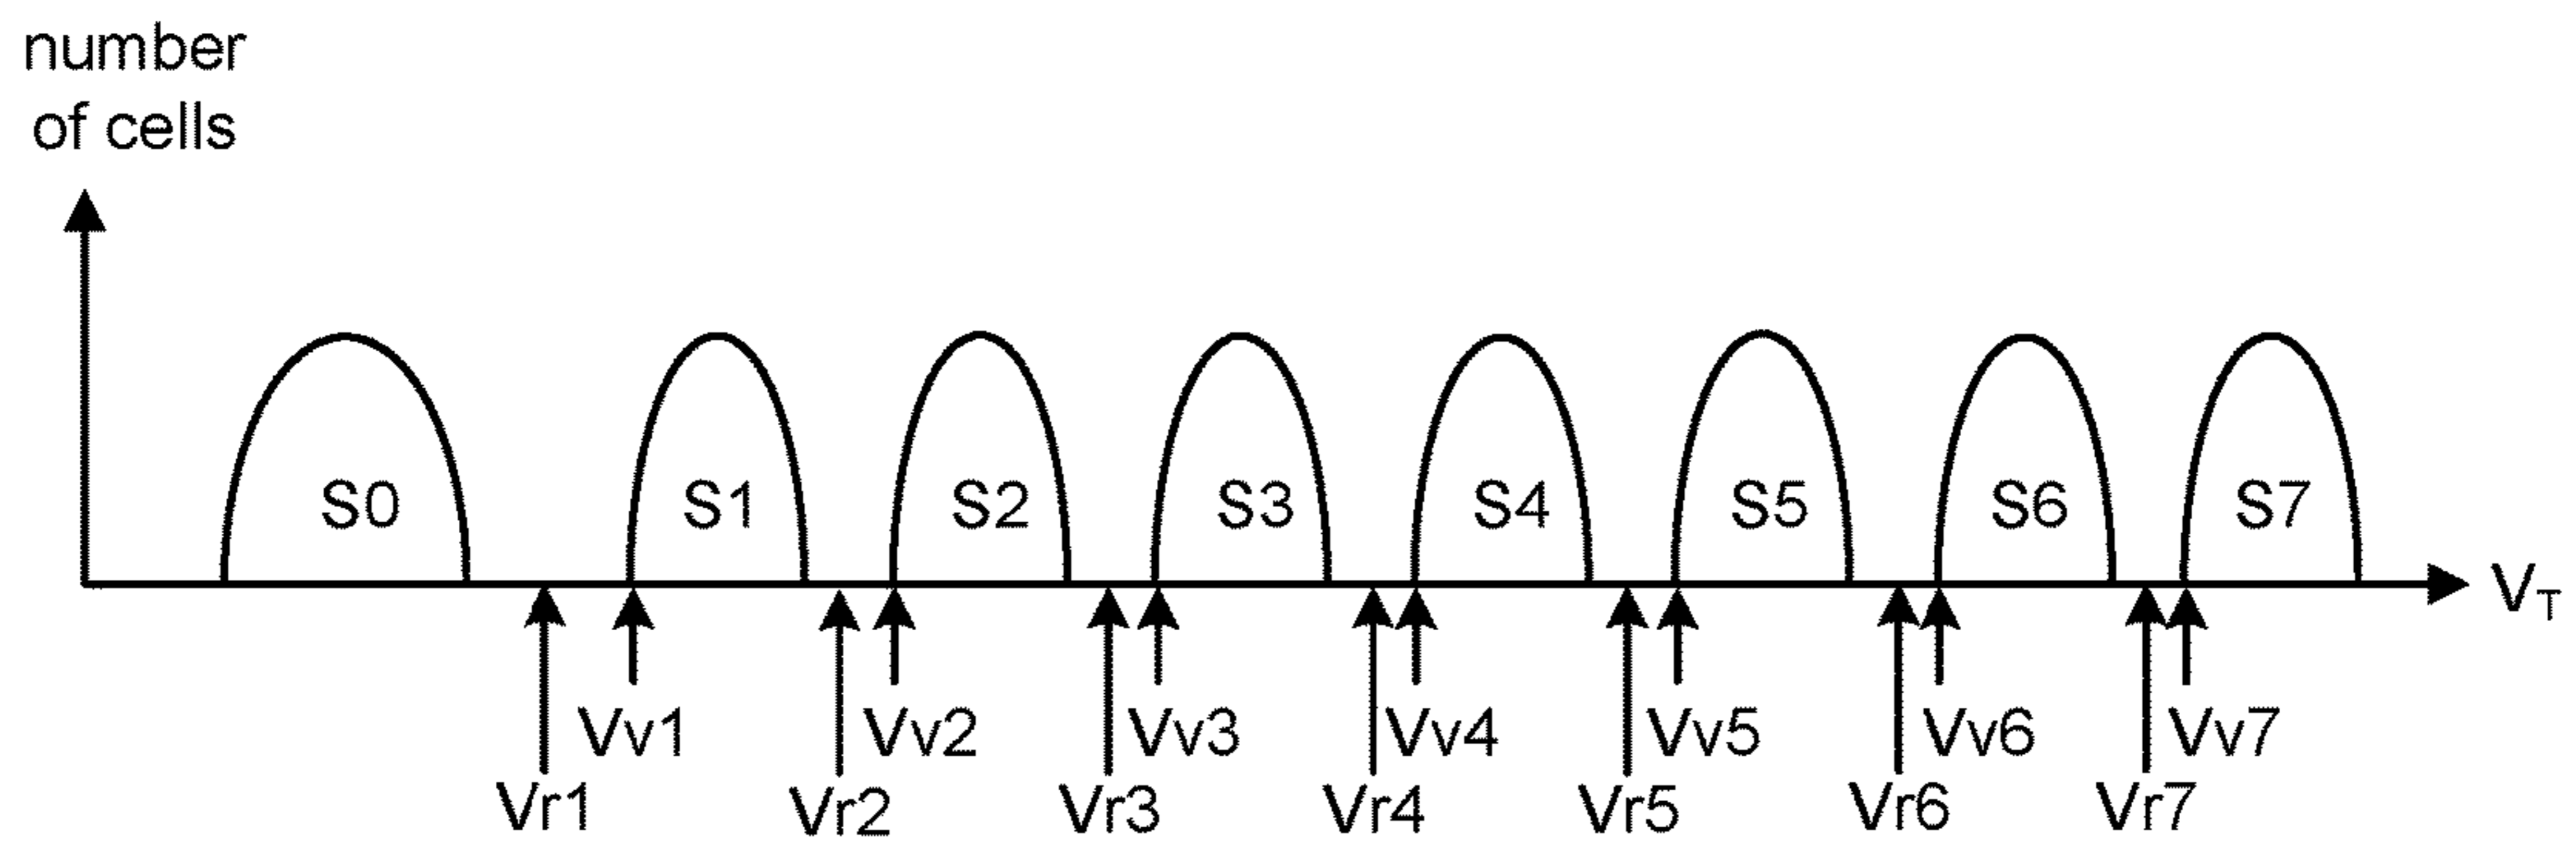 number
of cells
S0 S1 S2 S3 S4 S5 S6 S7
VT
Vv1 Vv2 Vv3 Vv4 Vv5 Vv6 Vv7
Vr1 Vr2 Vr3 Vr4 Vr5 Vr6 Vr7